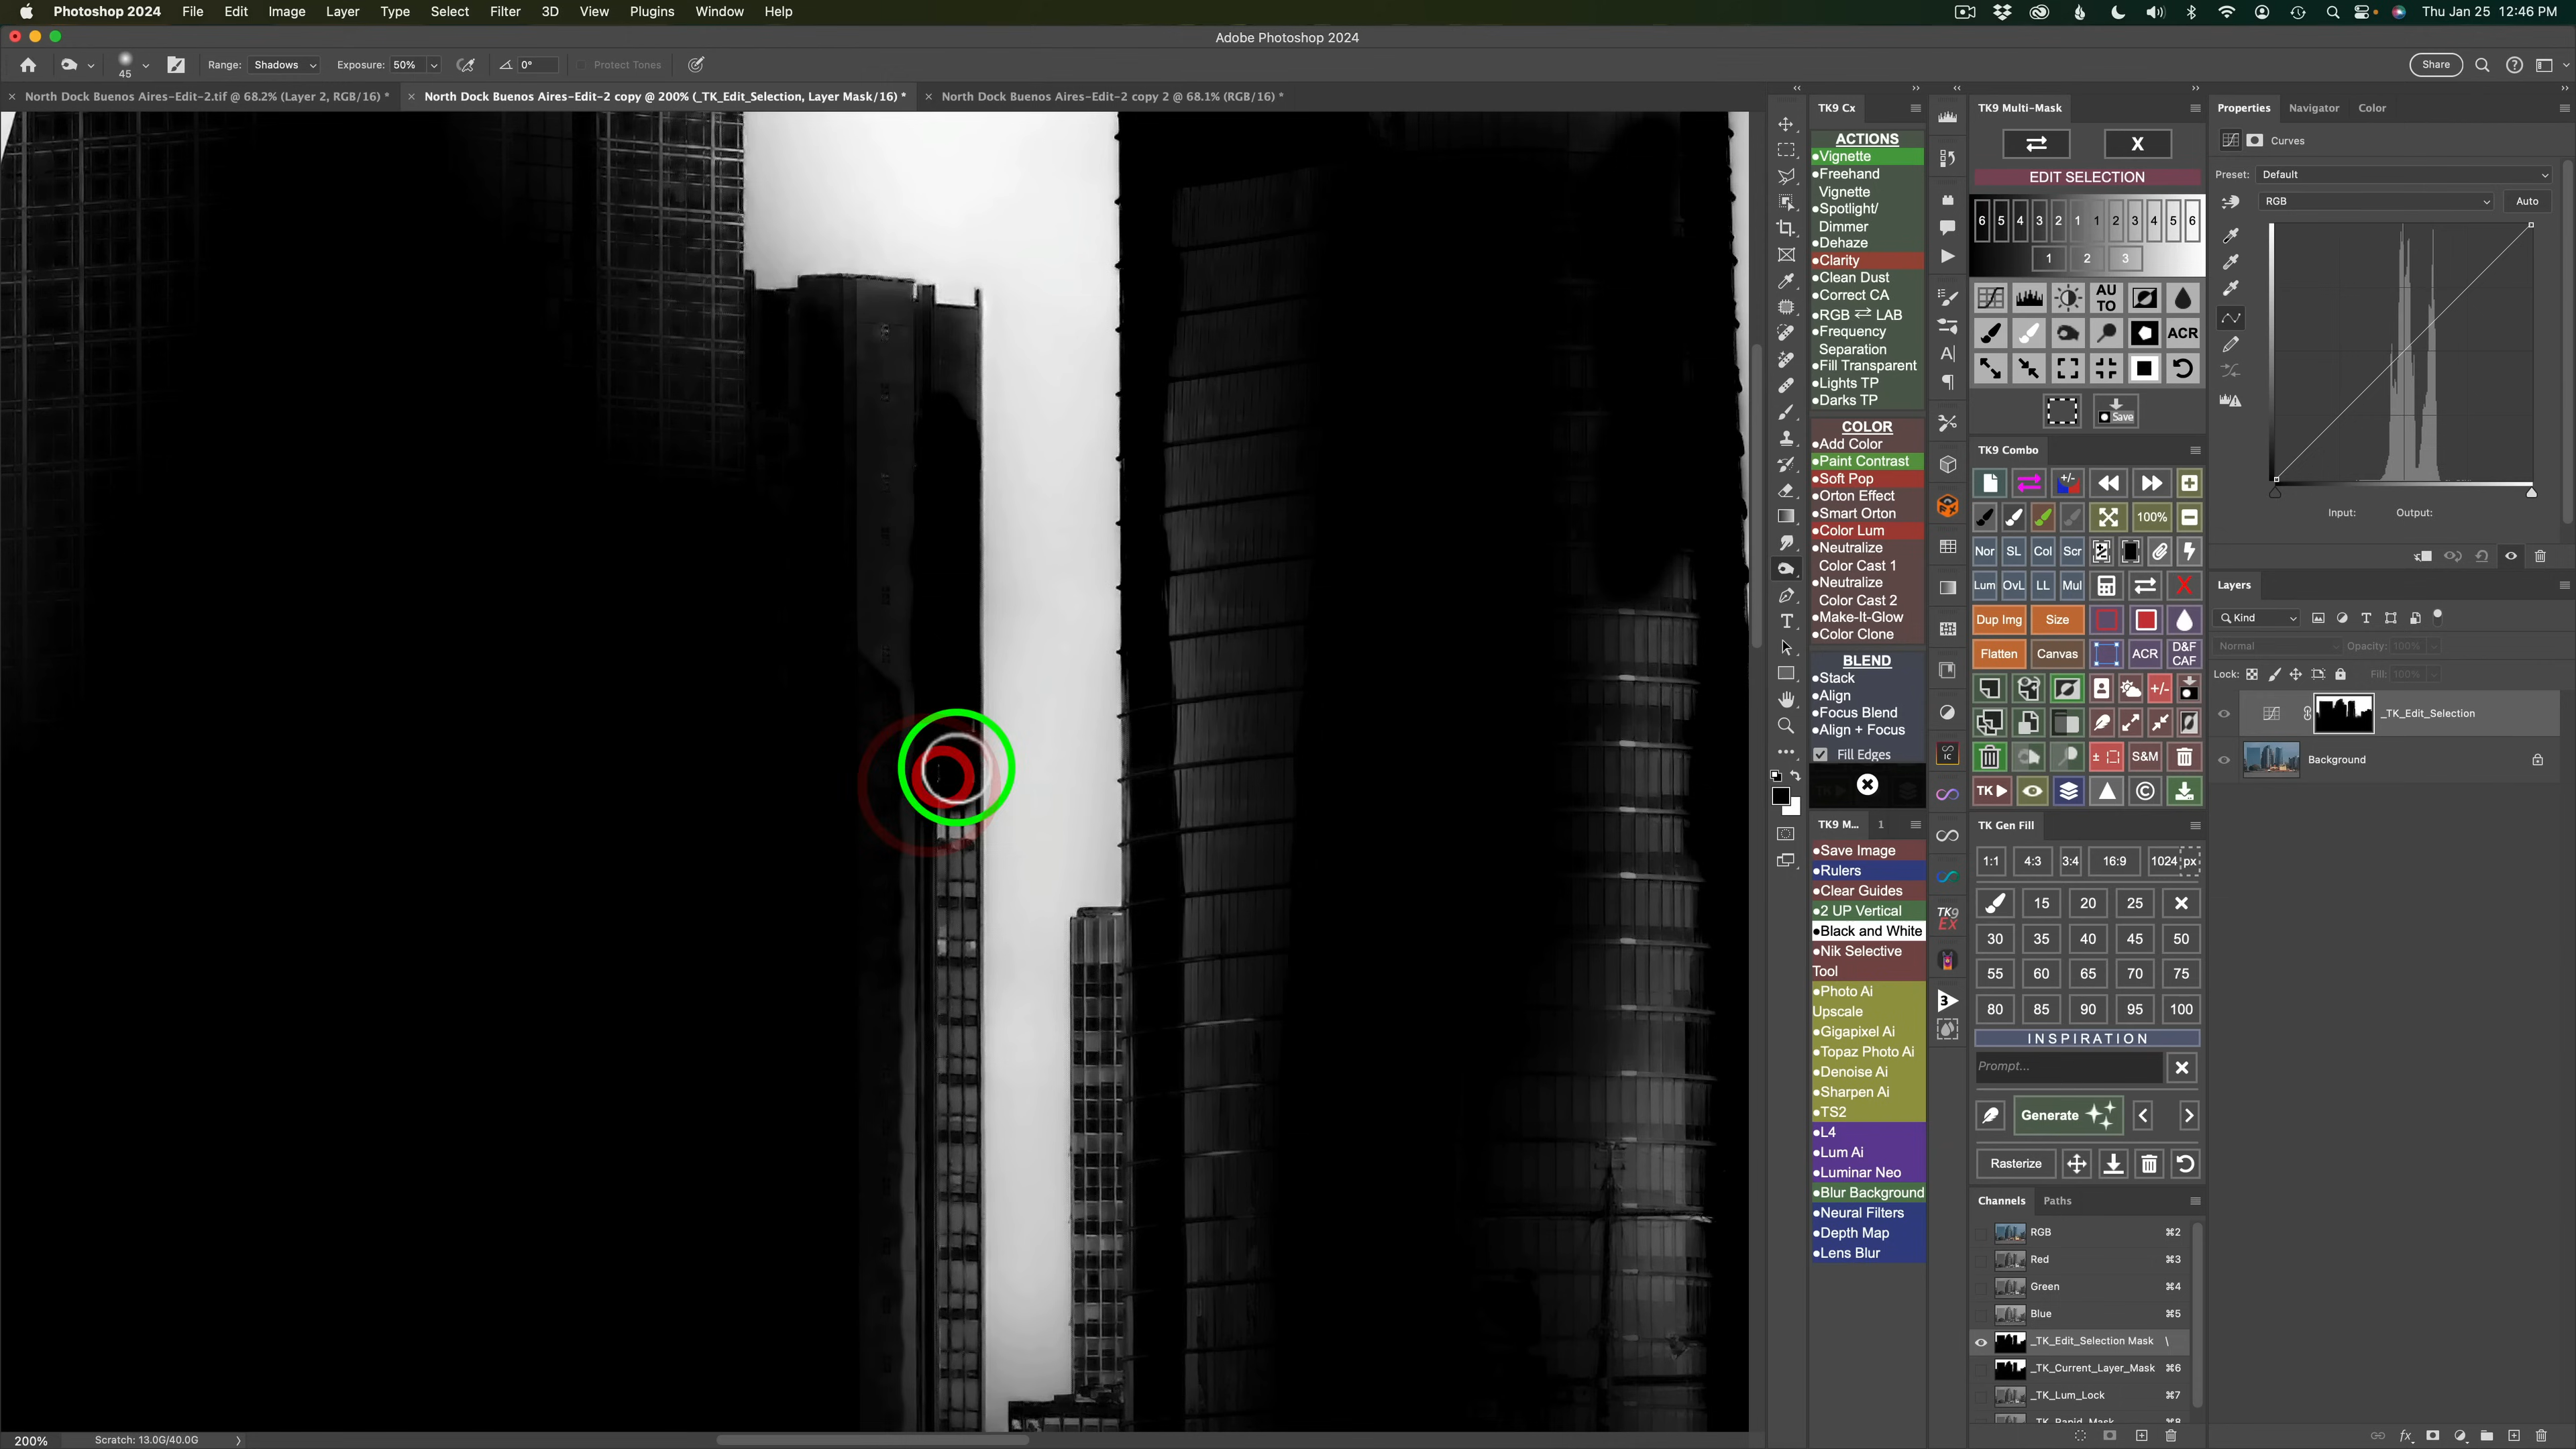 Photoshop 2024 File Edit Image Layer Type Select Filter 3D View Plugins Window Help Thu Jan 25 12:46 PM
Adobe Photoshop 2024
45 Range: Shadows Exposure: 50% 0° Protect Tones Share
North Dock Buenos Aires-Edit-2.tif @ 68.2% (Layer 2, RGB/16) * North Dock Buenos Aires-Edit-2 copy @ 200% (_TK_Edit_Selection, Layer Mask/16) * North Dock Buenos Aires-Edit-2 copy 2 @ 68.1% (RGB/16) *
TK9 Cx
ACTIONS
●Vignette
●Freehand
Vignette
●Spotlight/
Dimmer
●Dehaze
●Clarity
●Clean Dust
●Correct CA
●RGB ⇄ LAB
●Frequency
Separation
●Fill Transparent
●Lights TP
●Darks TP
COLOR
●Add Color
●Paint Contrast
●Soft Pop
●Orton Effect
●Smart Orton
●Color Lum
●Neutralize
Color Cast 1
●Neutralize
Color Cast 2
●Make-It-Glow
●Color Clone
BLEND
●Stack
●Align
●Focus Blend
●Align + Focus
Fill Edges
TK9 M... 1
●Save Image
●Rulers
●Clear Guides
●2 UP Vertical
●Black and White
●Nik Selective
Tool
●Photo Ai
Upscale
●Gigapixel Ai
●Topaz Photo Ai
●Denoise Ai
●Sharpen Ai
●TS2
●L4
●Lum Ai
●Luminar Neo
●Blur Background
●Neural Filters
●Depth Map
●Lens Blur
TK9
Ex
TK9 Multi-Mask
X
EDIT SELECTION
6 5 4 3 2 1 1 2 3 4 5 6
1 2 3
AU
TO
ACR
Save
TK9 Combo
+/-
100%
Nor SL Col Scr
Lum OvL LL Mul
Dup Img Size
Flatten Canvas ACR D&F
CAF
+/-
S&M
TK
TK Gen Fill
1:1 4:3 3:4 16:9 1024 px
15 20 25
30 35 40 45 50
55 60 65 70 75
80 85 90 95 100
INSPIRATION
Prompt...
Generate
Rasterize
Channels Paths
RGB ⌘2
Red ⌘3
Green ⌘4
Blue ⌘5
_TK_Edit_Selection Mask \
_TK_Current_Layer_Mask ⌘6
_TK_Lum_Lock ⌘7
_TK_Rapid_Mask ⌘8
Properties Navigator Color
Curves
Preset: Default
RGB Auto
Input: Output:
Layers
Kind
Normal Opacity: 100%
Lock: Fill: 100%
_TK_Edit_Selection
Background
fx
200% Scratch: 13.0G/40.0G